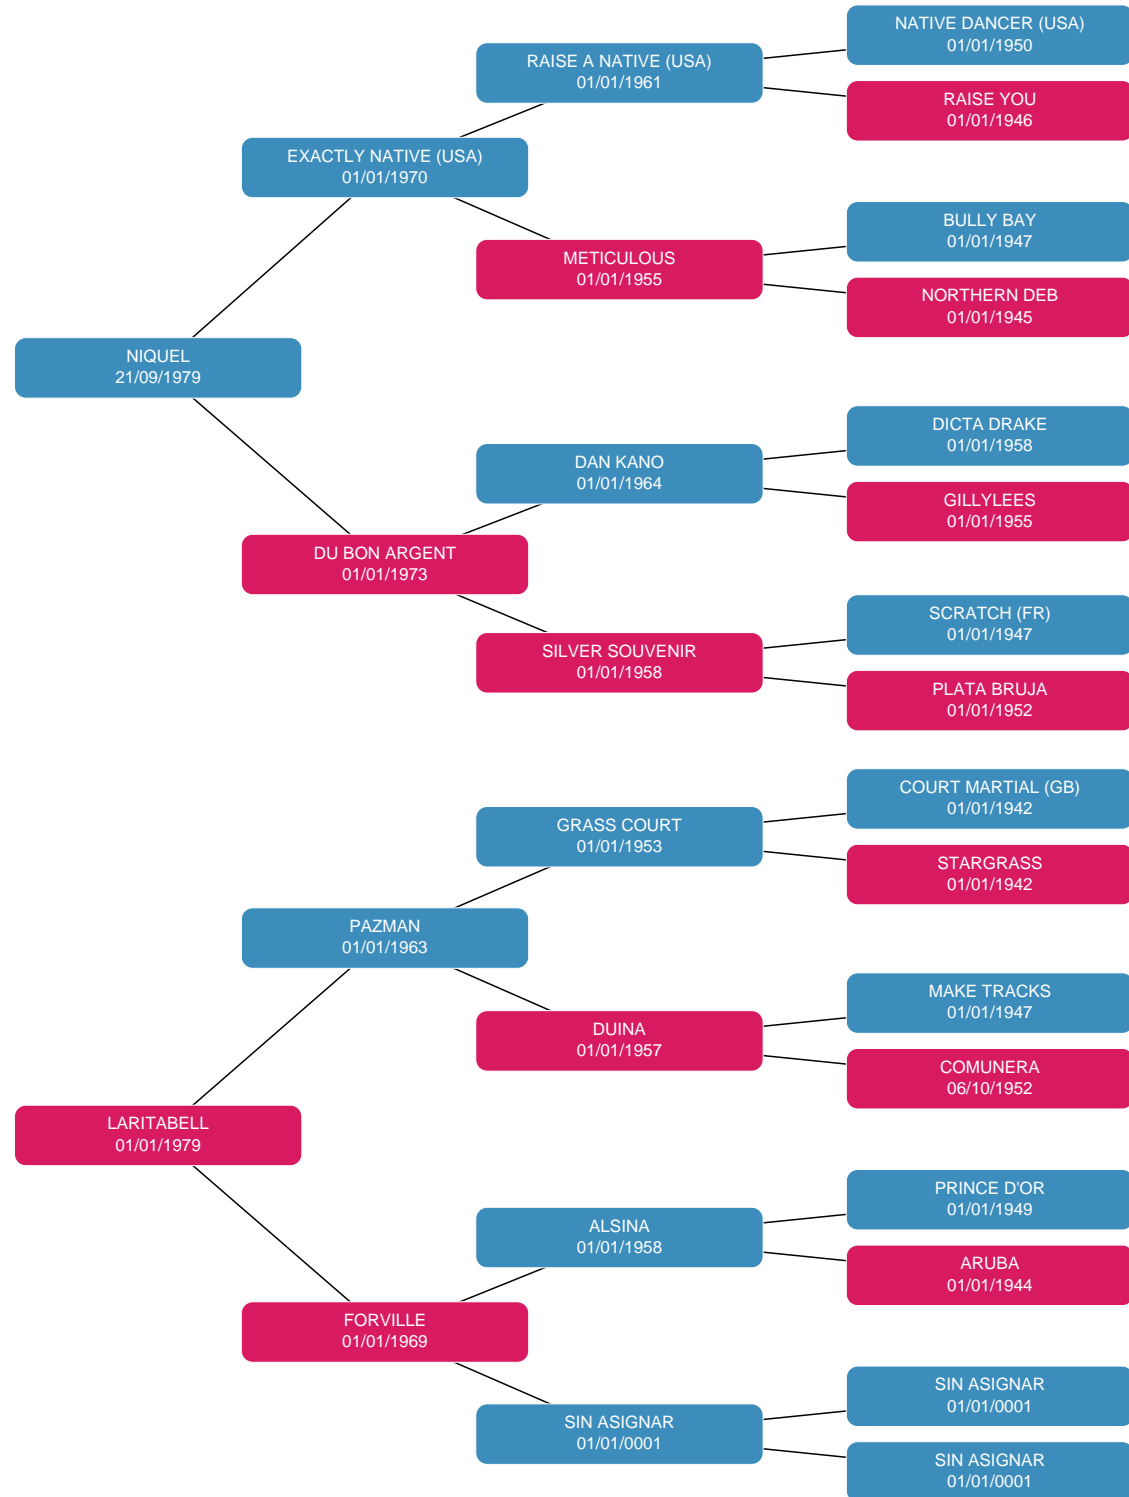 NATIVE DANCER (USA)
01/01/1950
RAISE A NATIVE (USA)
01/01/1961
RAISE YOU
01/01/1946
EXACTLY NATIVE (USA)
01/01/1970
BULLY BAY
01/01/1947
METICULOUS
01/01/1955
NORTHERN DEB
01/01/1945
NIQUEL
21/09/1979
DICTA DRAKE
01/01/1958
DAN KANO
01/01/1964
GILLYLEES
01/01/1955
DU BON ARGENT
01/01/1973
SCRATCH (FR)
01/01/1947
SILVER SOUVENIR
01/01/1958
PLATA BRUJA
01/01/1952
COURT MARTIAL (GB)
01/01/1942
GRASS COURT
01/01/1953
STARGRASS
01/01/1942
PAZMAN
01/01/1963
MAKE TRACKS
01/01/1947
DUINA
01/01/1957
COMUNERA
06/10/1952
LARITABELL
01/01/1979
PRINCE D'OR
01/01/1949
ALSINA
01/01/1958
ARUBA
01/01/1944
FORVILLE
01/01/1969
SIN ASIGNAR
01/01/0001
SIN ASIGNAR
01/01/0001
SIN ASIGNAR
01/01/0001